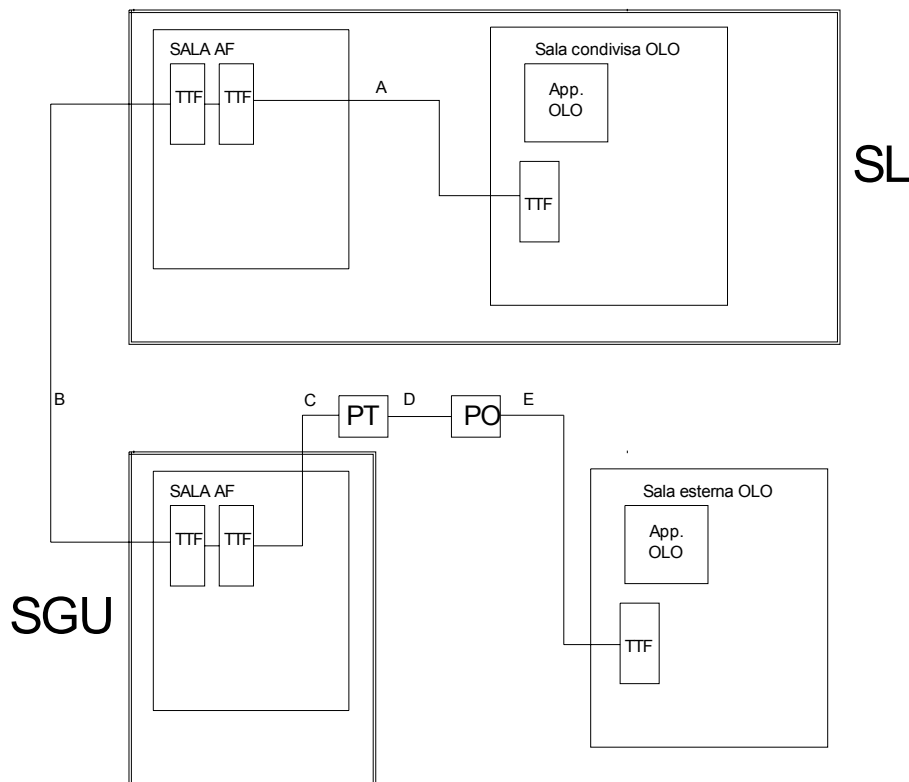 SALA AF
TTF
TTF
A
Sala condivisa OLO
App.
OLO
TTF
SL
B
C
PT
D
PO
E
SALA AF
TTF
TTF
SGU
Sala esterna OLO
App.
OLO
TTF